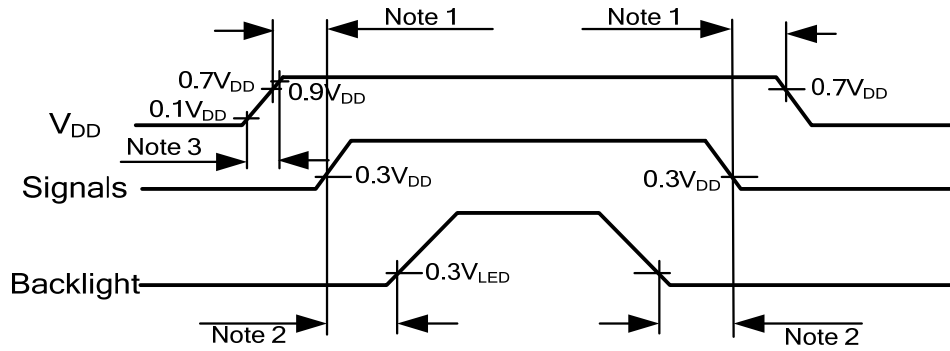 Note 1 Note 1
0.7VDD 0.9VDD 0.7VDD
0.1VDD
VDD
Note 3
Signals 0.3VDD 0.3VDD
Backlight 0.3VLED
Note 2 Note 2